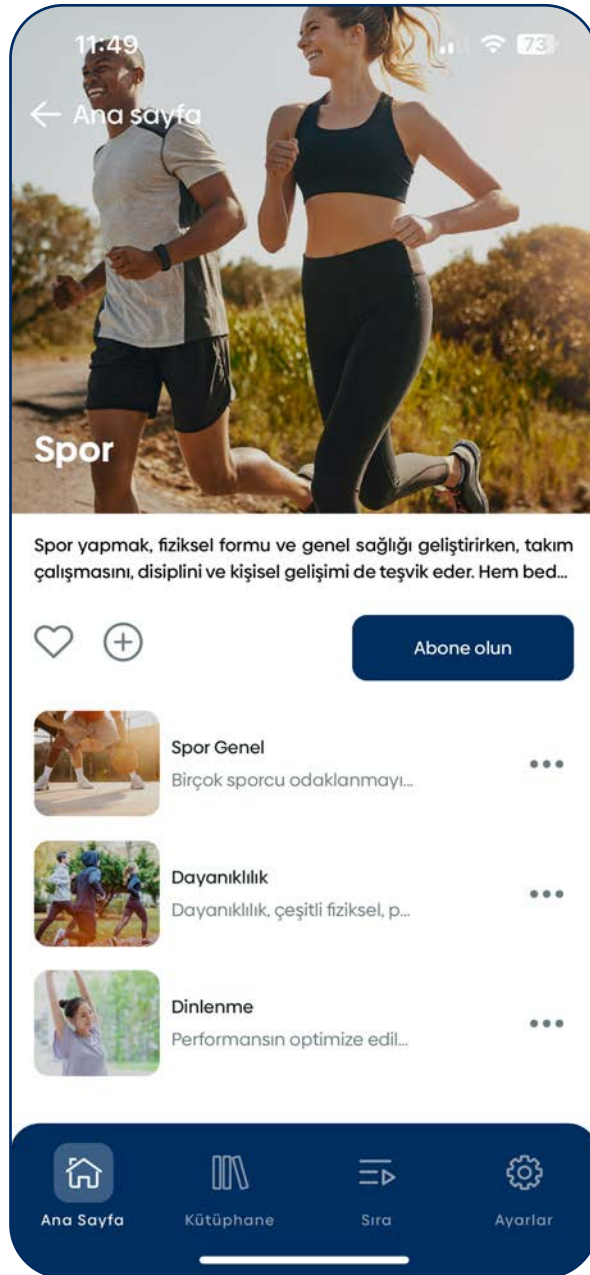 11:49
73
← Ana sayfa
Spor
Spor yapmak, fiziksel formu ve genel sağlığı geliştirirken, takım
çalışmasını, disiplini ve kişisel gelişimi de teşvik eder. Hem bed...
Abone olun
Spor Genel
Birçok sporcu odaklanmayı...
Dayanıklılık
Dayanıklılık, çeşitli fiziksel, p...
Dinlenme
Performansın optimize edil...
Ana Sayfa
Kütüphane
Sıra
Ayarlar